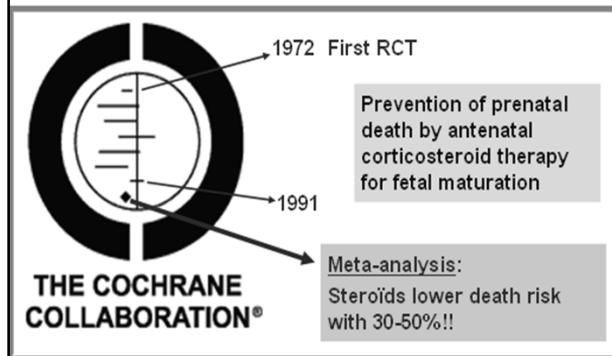 1972 First RCT
Prevention of prenatal
death by antenatal
corticosteroid therapy
for fetal maturation
1991
THE COCHRANE
COLLABORATION®
Meta-analysis:
Steroïds lower death risk
with 30-50%!!